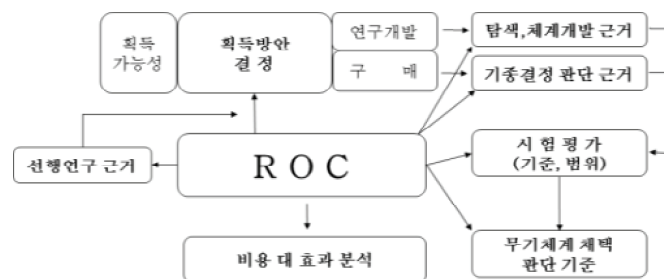 획득
가능성
획득방안
결 정
연구개발
구 매
탐색,체계개발 근거
기종결정 판단 근거
선행연구 근거
R O C
시 험 평 가
(기준, 범위)
비용 대 효과 분석
무기체계 채택
판단 기준